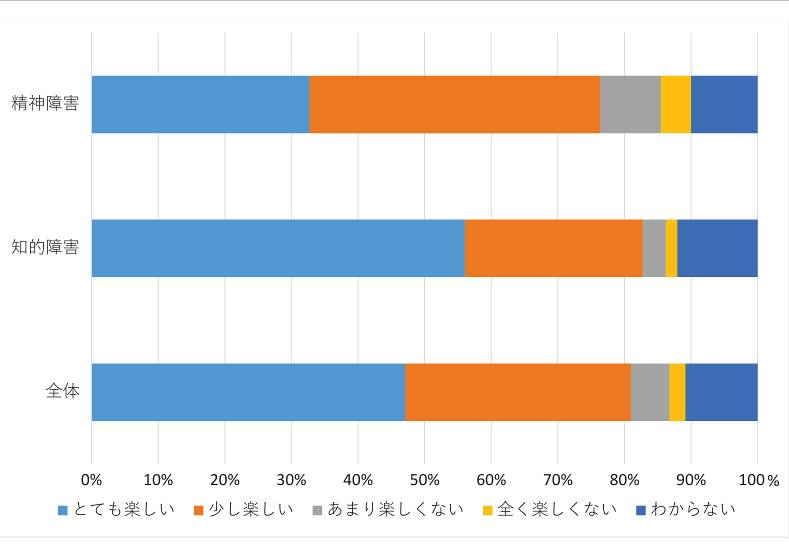 精神障害
知的障害
全体
0% 10% 20% 30% 40% 50% 60% 70% 80% 90% 100%
とても楽しい 少し楽しい あまり楽しくない 全く楽しくない わからない